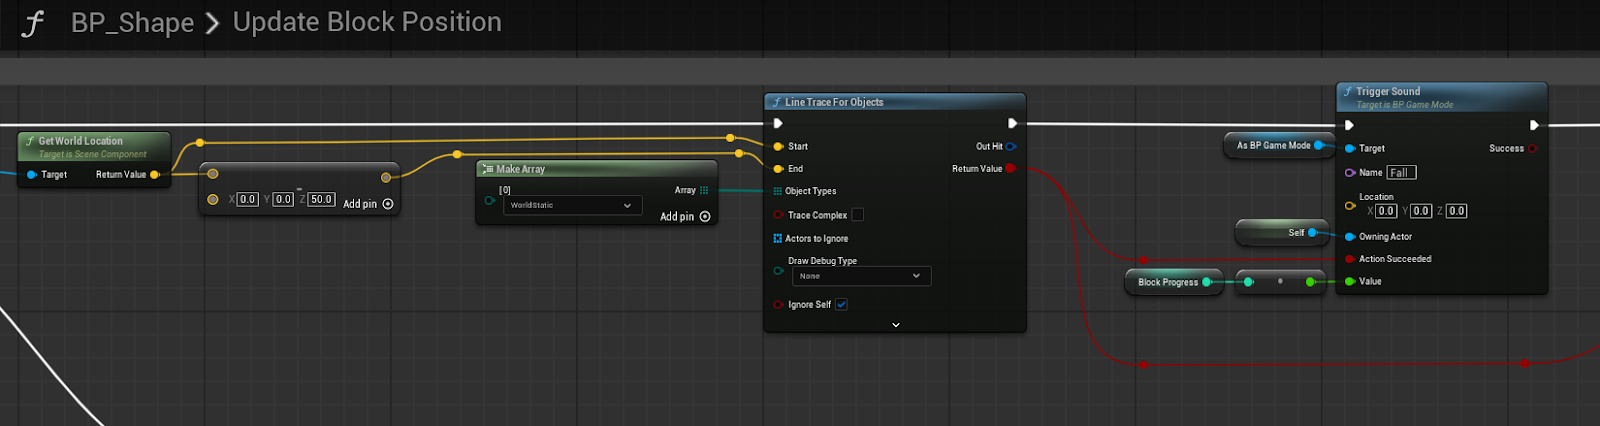 f BP_Shape > Update Block Position
f Get World Location
Target is Scene Component
Target Return Value
-
X 0.0 Y 0.0 Z 50.0 Add pin
Make Array
[0] Array
WorldStatic
Add pin
f Line Trace For Objects
Start Out Hit
End Return Value
Object Types
Trace Complex
Actors to Ignore
Draw Debug Type
None
Ignore Self
As BP Game Mode
Self
Block Progress
f Trigger Sound
Target is BP Game Mode
Target Success
Name Fall
Location
X 0.0 Y 0.0 Z 0.0
Owning Actor
Action Succeeded
Value